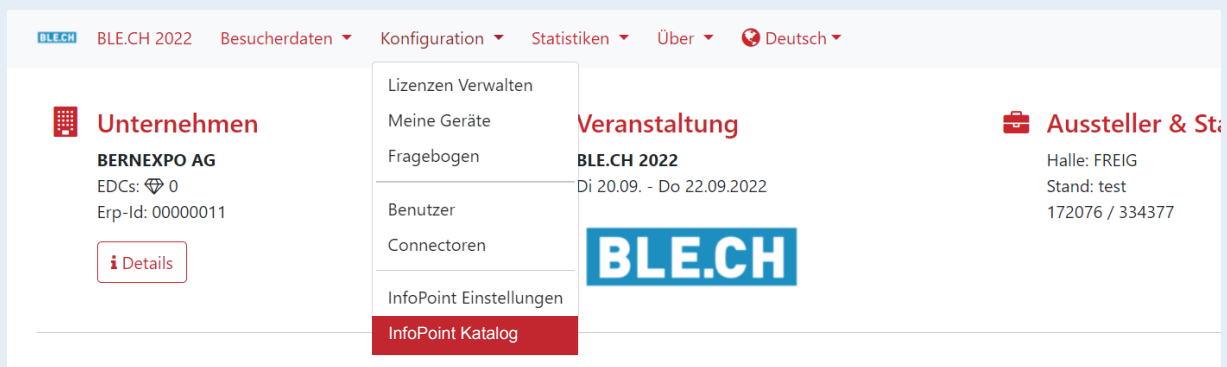 BLE.CH BLE.CH 2022 Besucherdaten Konfiguration Statistiken Über Deutsch
Lizenzen Verwalten
Meine Geräte
Fragebogen
Benutzer
Connectoren
InfoPoint Einstellungen
InfoPoint Katalog
Unternehmen
BERNEXPO AG
EDCs: 0
Erp-Id: 00000011
Details
Veranstaltung
BLE.CH 2022
Di 20.09. - Do 22.09.2022
BLE.CH
Aussteller & Sta
Halle: FREIG
Stand: test
172076 / 334377